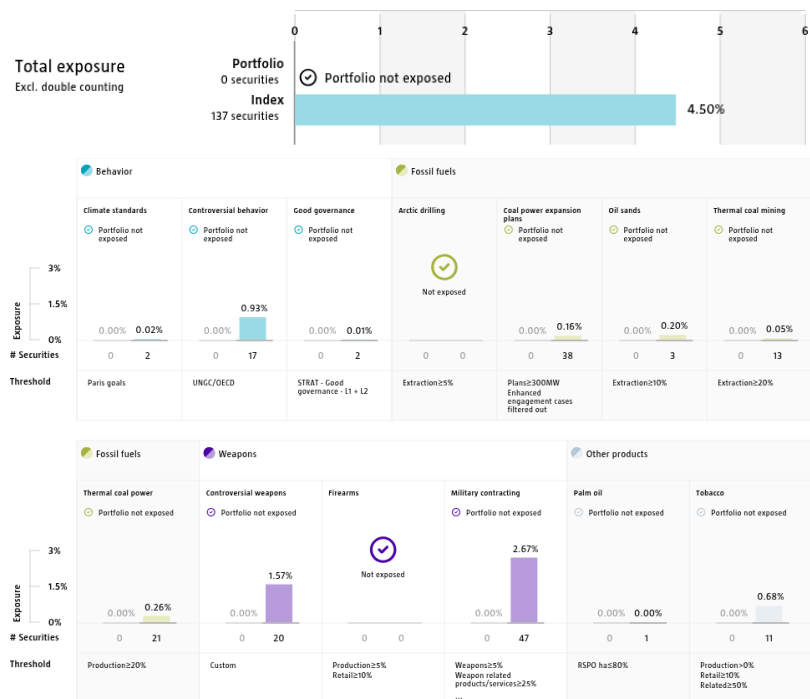 0 1 2 3 4 5 6
Total exposure
Excl. double counting
Portfolio
0 securities
Portfolio not exposed
Index
137 securities
4.50%
Behavior
Fossil fuels
Climate standards
Portfolio not
exposed
Controversial behavior
Portfolio not
exposed
Good governance
Portfolio not
exposed
Arctic drilling
Not exposed
Coal power expansion
plans
Portfolio not
exposed
Oil sands
Portfolio not
exposed
Thermal coal mining
Portfolio not
exposed
Exposure
3%
1.5%
0%
0.00% 0.02%
0.00% 0.93%
0.00% 0.01%
0.00% 0.16%
0.00% 0.20%
0.00% 0.05%
# Securities
0 2 0 17 0 2 0 0 0 38 0 3 0 13
Threshold
Paris goals
UNGC/OECD
STRAT - Good
governance - L1 + L2
Extraction≥5%
Plans≥300MW
Enhanced
engagement cases
filtered out
Extraction≥10%
Extraction≥20%
Fossil fuels
Weapons
Other products
Thermal coal power
Portfolio not exposed
Controversial weapons
Portfolio not exposed
Firearms
Not exposed
Military contracting
Portfolio not exposed
Palm oil
Portfolio not exposed
Tobacco
Portfolio not exposed
Exposure
3%
1.5%
0%
0.00% 0.26%
0.00% 1.57%
0.00% 2.67%
0.00% 0.00%
0.00% 0.68%
# Securities
0 21 0 20 0 0 0 47 0 1 0 11
Threshold
Production≥20%
Custom
Production≥5%
Retail≥10%
Weapons≥5%
Weapon related
products/services≥25%
RSPO ha≤80%
Production>0%
Retail≥10%
Related≥50%